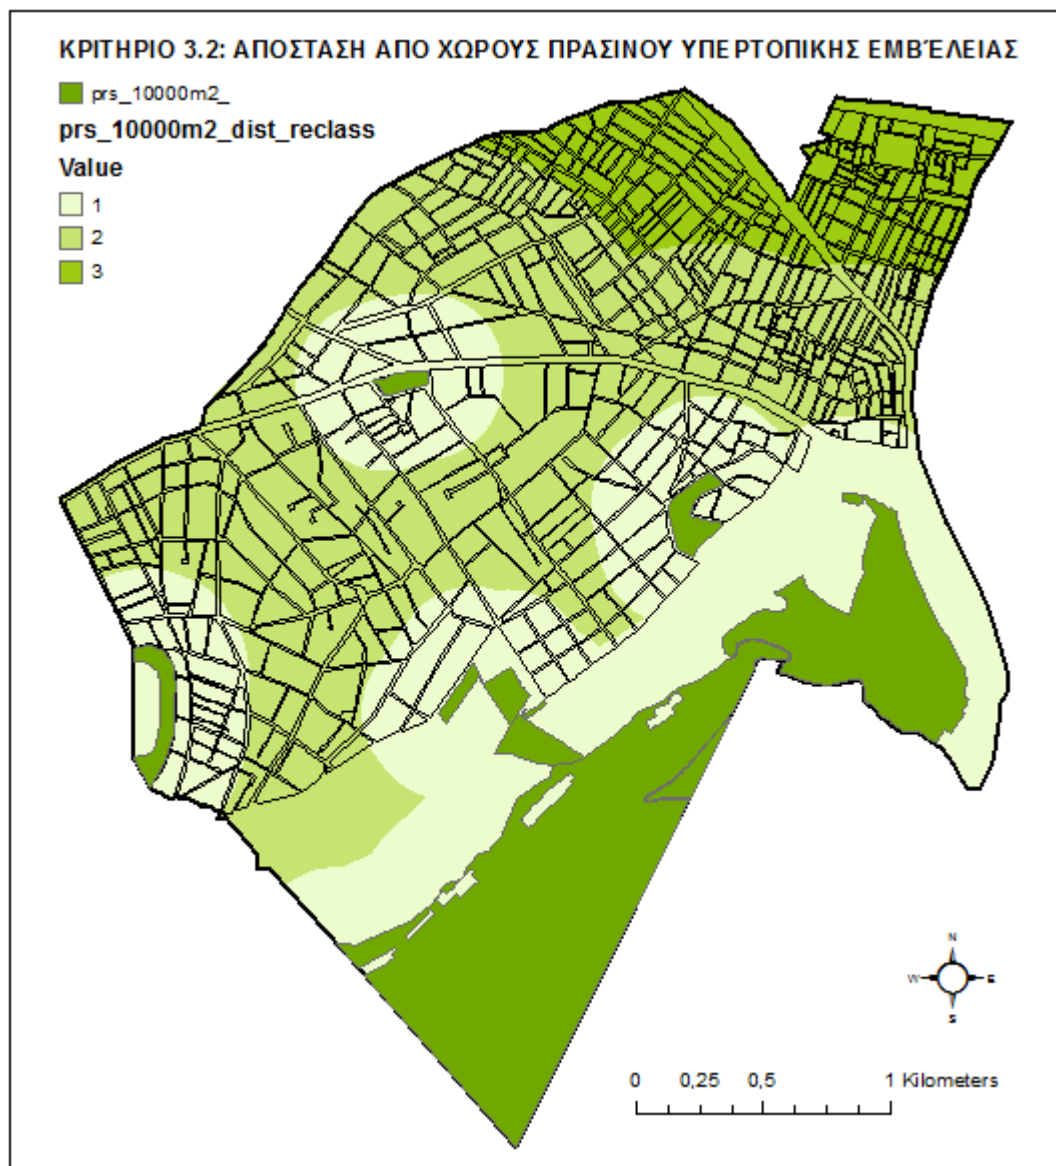 ΚΡΙΤΗΡΙΟ 3.2: ΑΠΟΣΤΑΣΗ ΑΠΟ ΧΩΡΟΥΣ ΠΡΑΣΙΝΟΥ ΥΠΕΡΤΟΠΙΚΗΣ ΕΜΒΈΛΕΙΑΣ
prs_10000m2_
prs_10000m2_dist_reclass
Value
1
2
3
N
W E
S
0 0,25 0,5 1 Kilometers